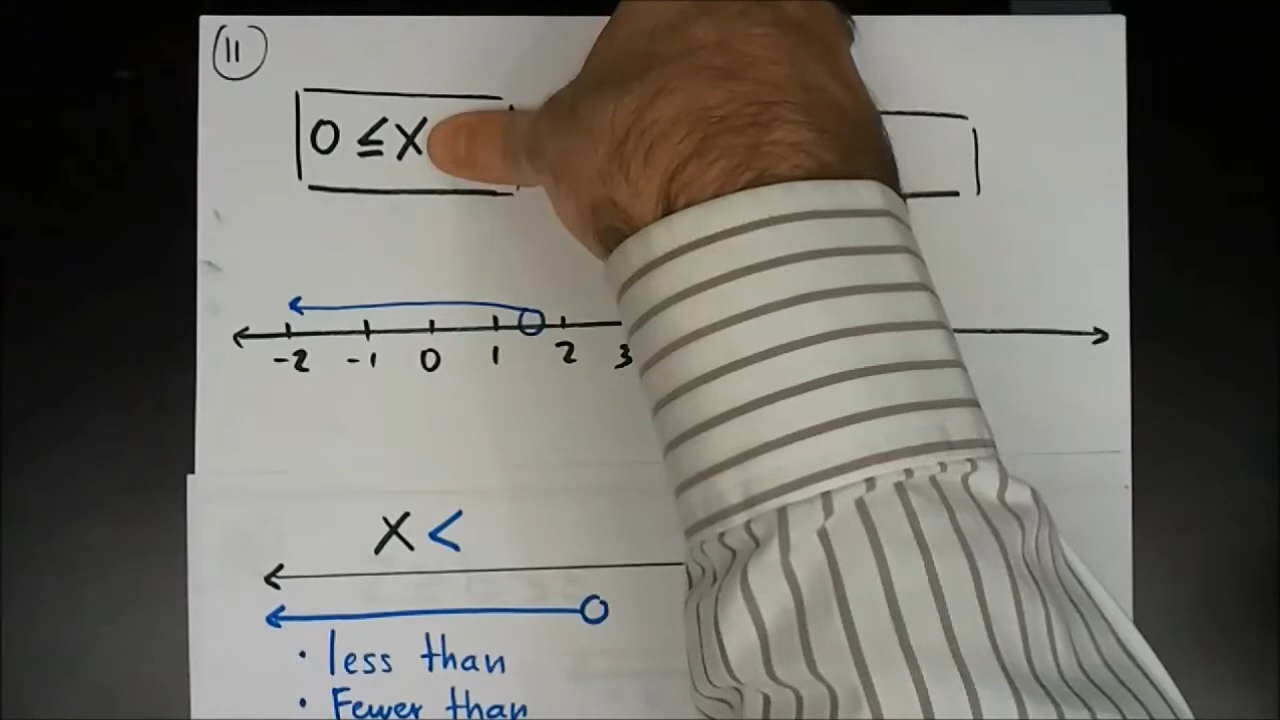 11
0 ≤ X
-2 -1 0 1 2 3
X <
• less than
• Fewer than